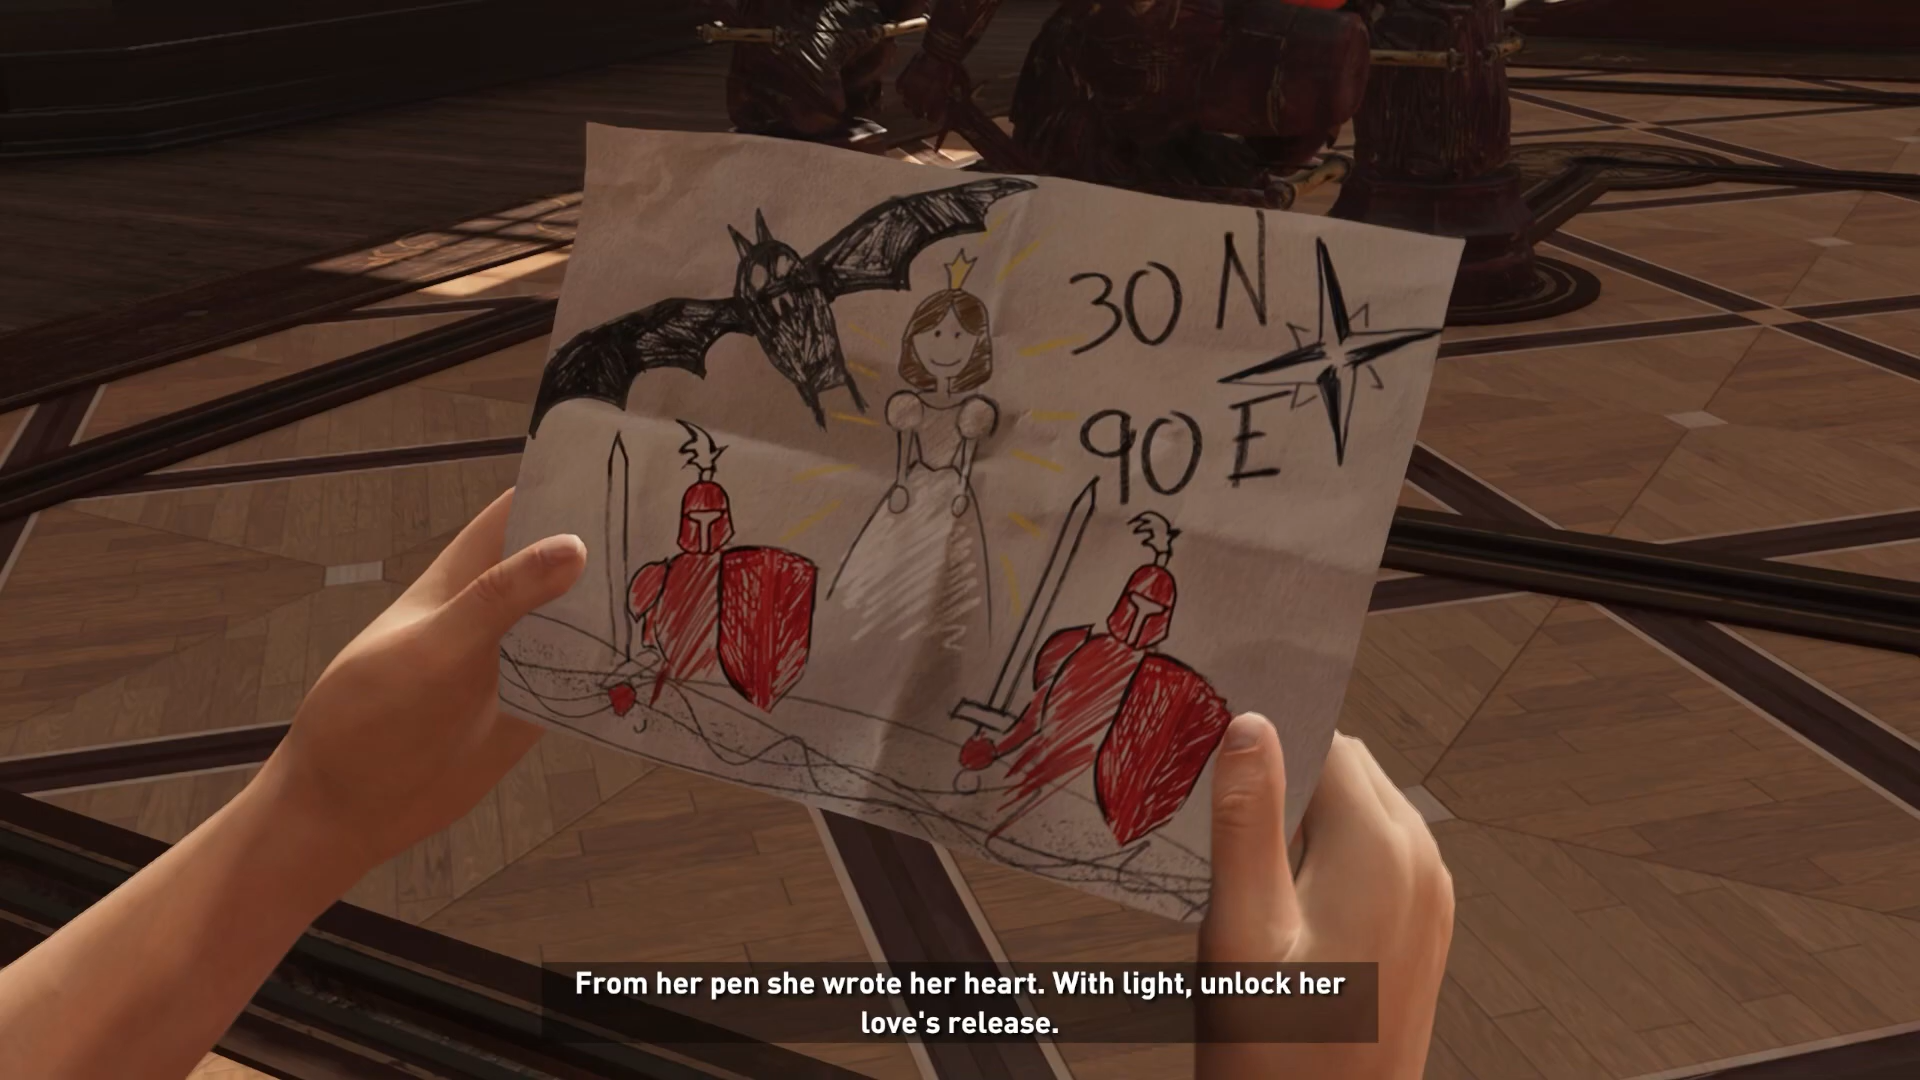 30 N
90 E
From her pen she wrote her heart. With light, unlock her
love's release.